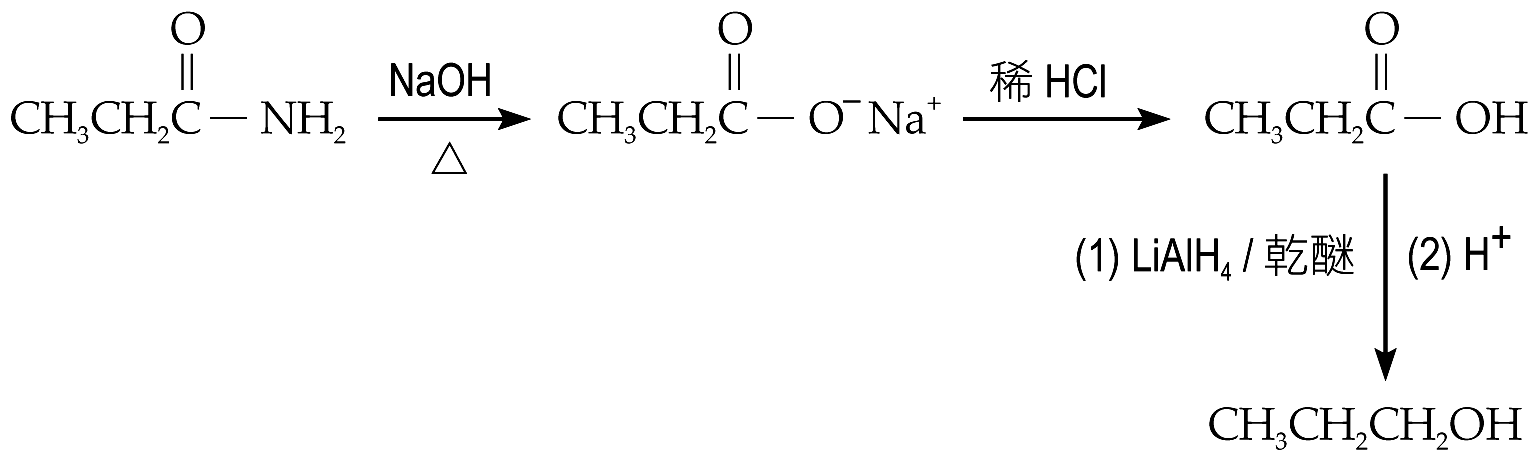 O O O
CH₃CH₂C — NH₂ NaOH △ CH₃CH₂C — O⁻ Na⁺ 稀 HCl CH₃CH₂C — OH
(1) LiAlH₄ / 乾醚 (2) H⁺
CH₃CH₂CH₂OH